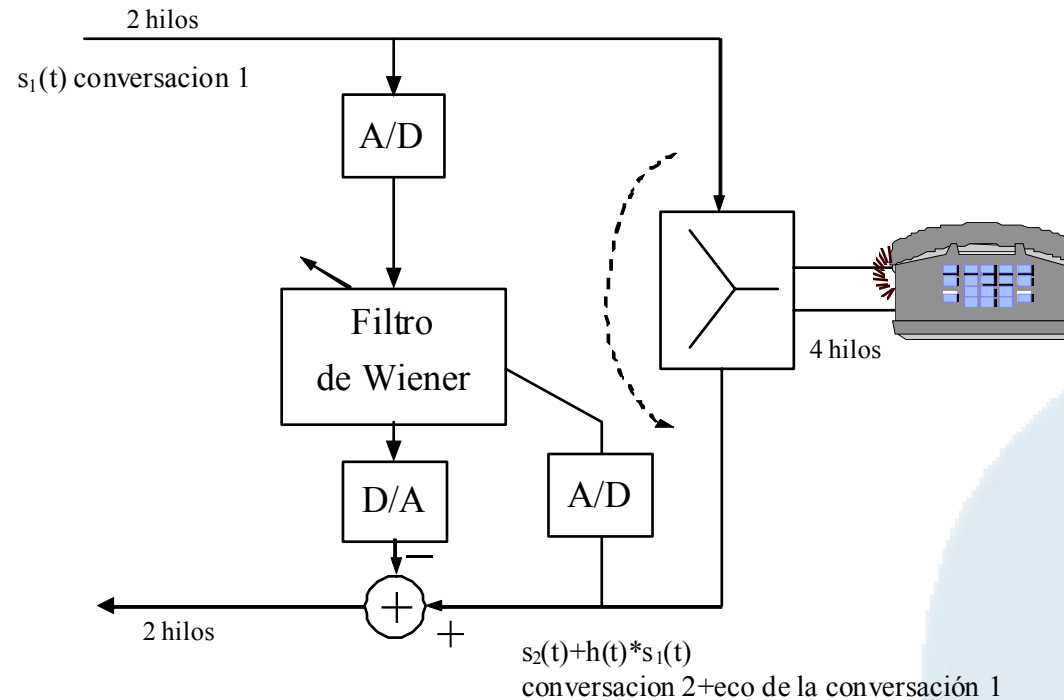 2 hilos
s₁(t) conversacion 1
A/D
Filtro
de Wiener
4 hilos
D/A
A/D
−
+
+
2 hilos
s₂(t)+h(t)*s₁(t)
conversacion 2+eco de la conversación 1